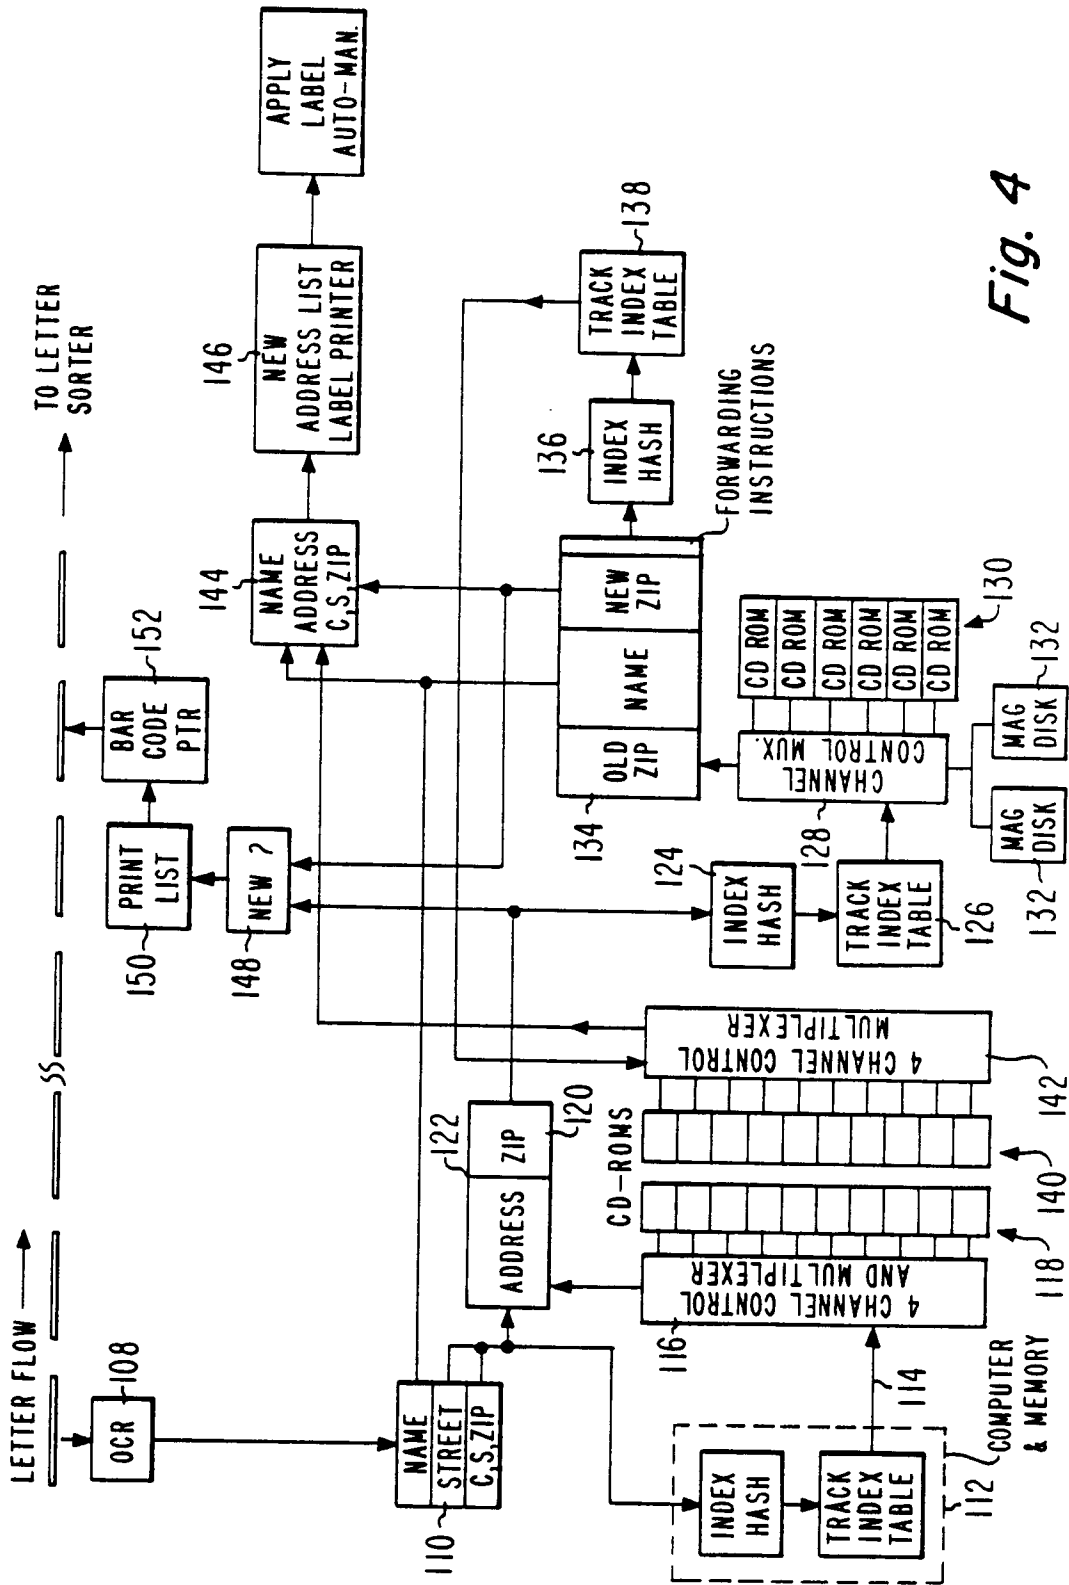 LETTER FLOW
SS
TO LETTER
SORTER
OCR
108
PRINT
LIST
150
BAR
CODE
PTR
152
NEW ?
148
NAME
ADDRESS
C,S,ZIP
144
NEW
ADDRESS LIST
LABEL PRINTER
146
APPLY
LABEL
AUTO-MAN.
NAME
STREET
C,S,ZIP
110
ADDRESS
ZIP
122
120
OLD
ZIP
NAME
NEW
ZIP
134
FORWARDING
INSTRUCTIONS
INDEX
HASH
136
TRACK
INDEX
TABLE
138
INDEX
HASH
TRACK
INDEX
TABLE
112
COMPUTER
& MEMORY
114
4 CHANNEL CONTROL
AND MULTIPLEXER
116
CD-ROMS
118
140
4 CHANNEL CONTROL
MULTIPLEXER
142
INDEX
HASH
124
TRACK
INDEX
TABLE
126
CHANNEL
CONTROL MUX.
128
CD ROM
CD ROM
CD ROM
CD ROM
CD ROM
CD ROM
130
MAG
DISK
132
MAG
DISK
132
Fig. 4